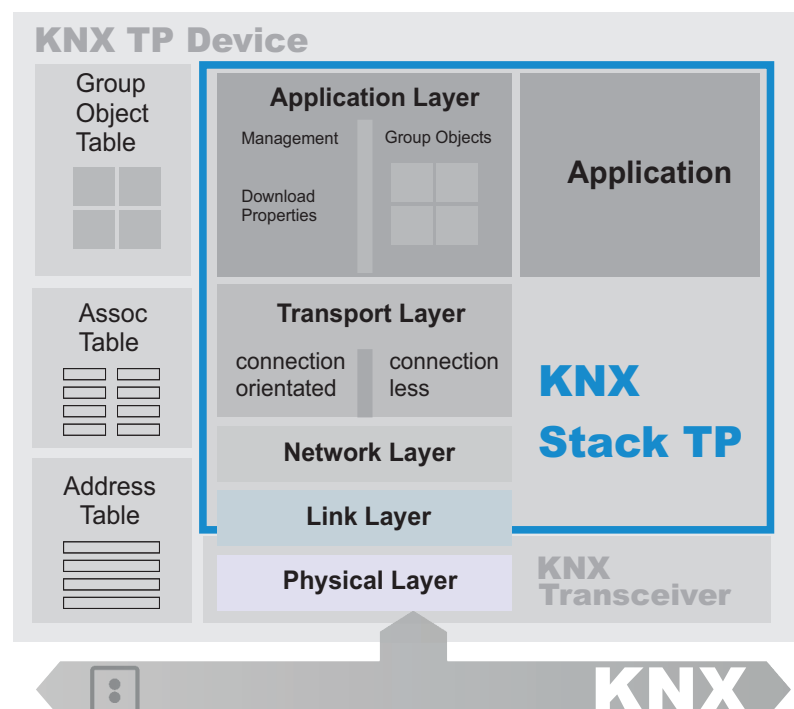 KNX TP Device
Group
Object
Table
Assoc
Table
Address
Table
Application Layer
Management
Group Objects
Download
Properties
Application
Transport Layer
connection
orientated
connection
less
Network Layer
Link Layer
Physical Layer
KNX
Stack TP
KNX
Transceiver
KNX